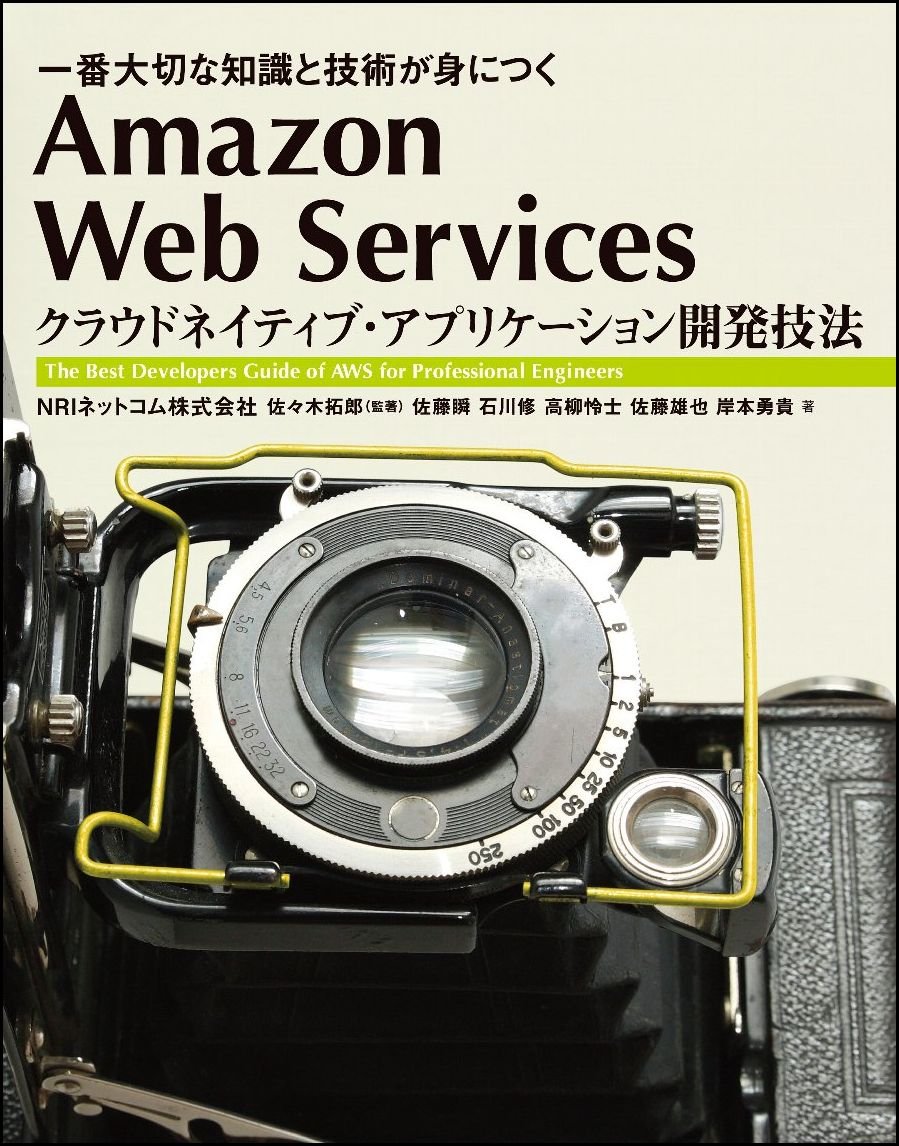 一番大切な知識と技術が身につく
Amazon
Web Services
クラウドネイティブ・アプリケーション開発技法
The Best Developers Guide of AWS for Professional Engineers
NRIネットコム株式会社 佐々木拓郎(監著) 佐藤瞬 石川修 高柳怜士 佐藤雄也 岸本勇貴 著
Dominar-Anastigmat
4,5 5,6 8 11 16 22 32
T B 1 2 5 10 25 50 100 250